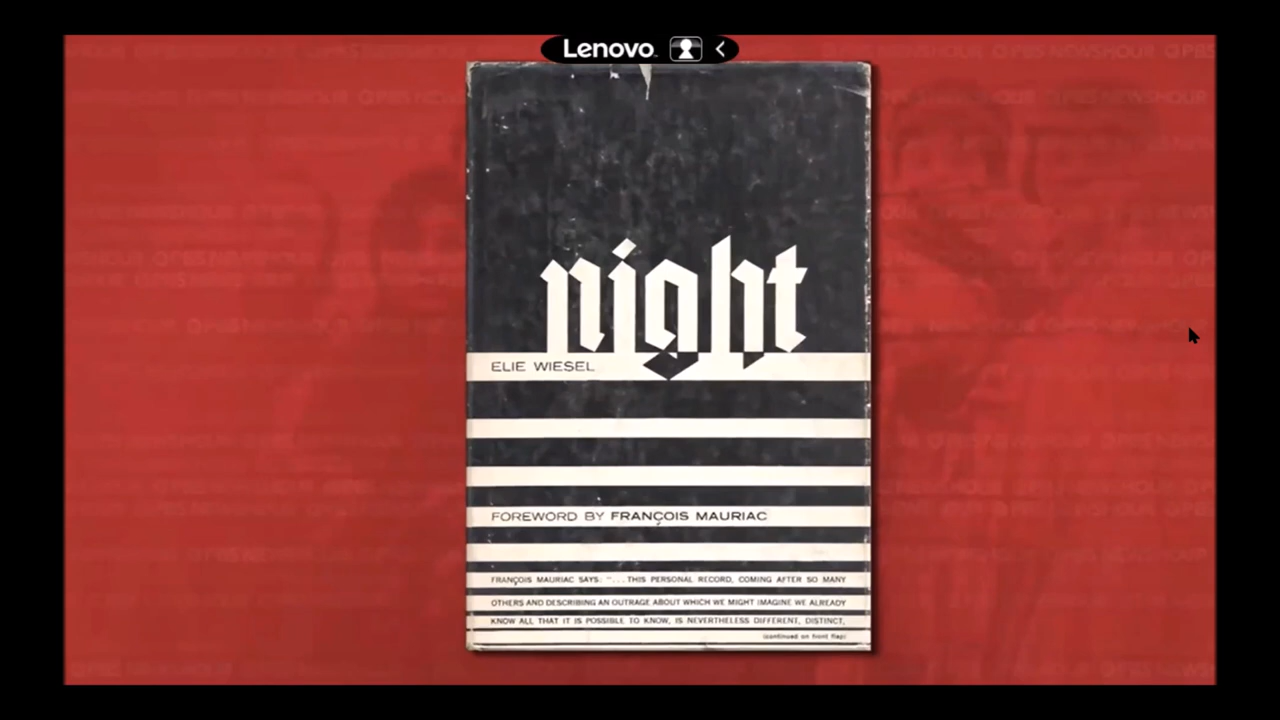 Lenovo
night
ELIE WIESEL
FOREWORD BY FRANÇOIS MAURIAC
FRANÇOIS MAURIAC SAYS: “...THIS PERSONAL RECORD, COMING AFTER SO MANY
OTHERS AND DESCRIBING AN OUTRAGE ABOUT WHICH WE MIGHT IMAGINE WE ALREADY
KNOW ALL THAT IT IS POSSIBLE TO KNOW, IS NEVERTHELESS DIFFERENT, DISTINCT,
(continued on front flap)